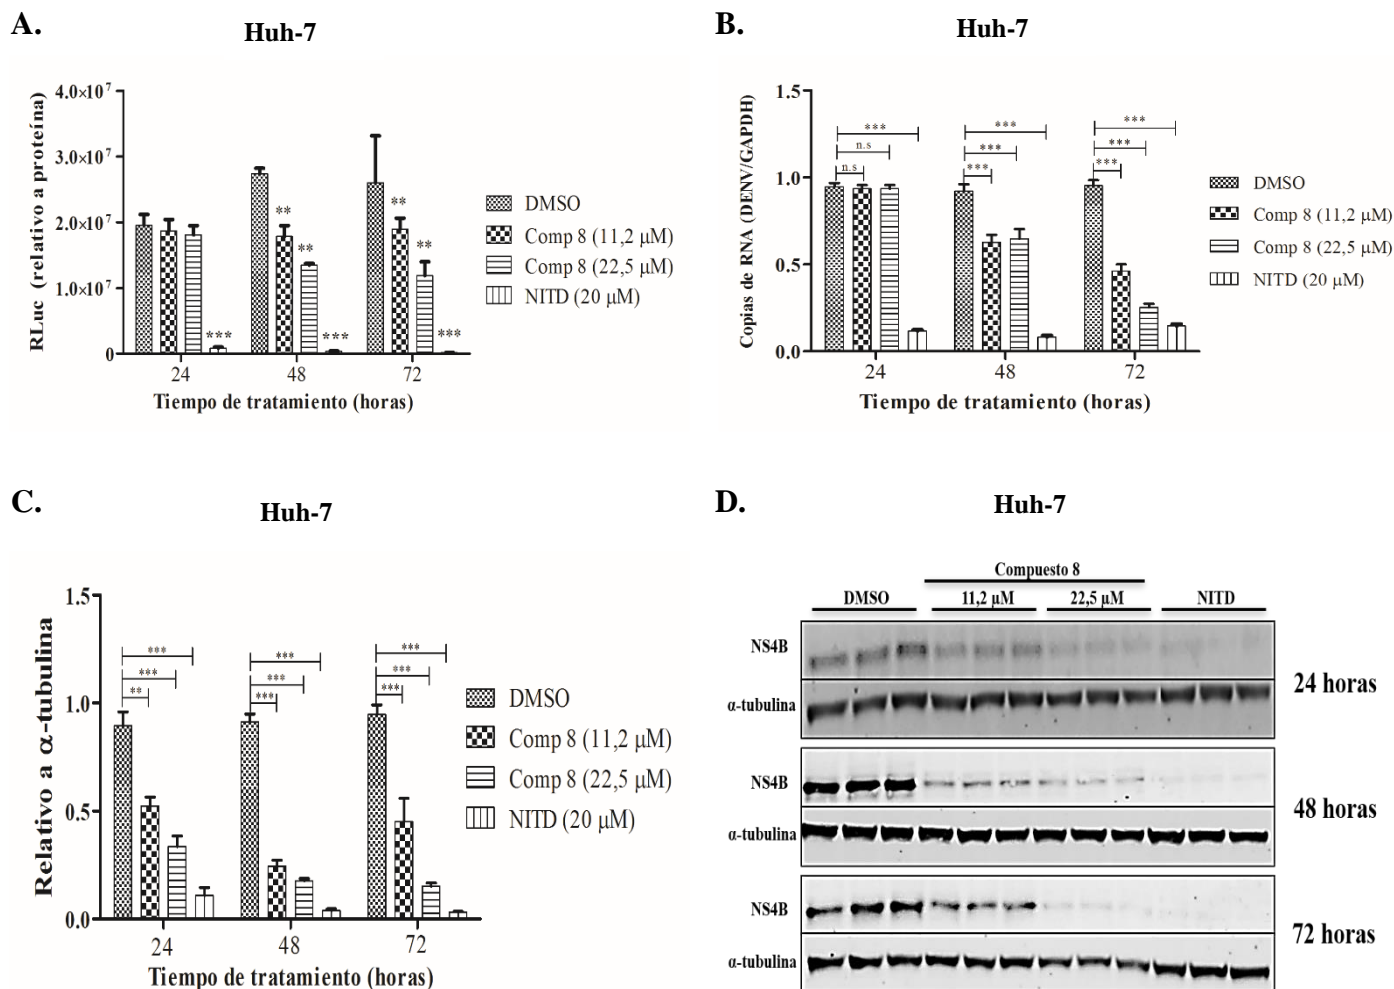 A.
Huh-7
RLuc (relativo a proteína)
4.0×10⁷
3.0×10⁷
2.0×10⁷
1.0×10⁷
0
** ** *** ** ** ***
24 48 72
Tiempo de tratamiento (horas)
DMSO
Comp 8 (11,2 µM)
Comp 8 (22,5 µM)
NITD (20 µM)
B.
Huh-7
Copias de RNA (DENV/GAPDH)
1.5
1.0
0.5
0.0
***
n.s
n.s
***
***
***
***
***
***
24 48 72
Tiempo de tratamiento (horas)
DMSO
Comp 8 (11,2 µM)
Comp 8 (22,5 µM)
NITD (20 µM)
C.
Huh-7
Relativo a α-tubulina
1.5
1.0
0.5
0.0
***
***
**
***
***
***
***
***
***
24 48 72
Tiempo de tratamiento (horas)
DMSO
Comp 8 (11,2 µM)
Comp 8 (22,5 µM)
NITD (20 µM)
D.
Huh-7
Compuesto 8
DMSO 11,2 µM 22,5 µM NITD
NS4B
α-tubulina
24 horas
NS4B
α-tubulina
48 horas
NS4B
α-tubulina
72 horas